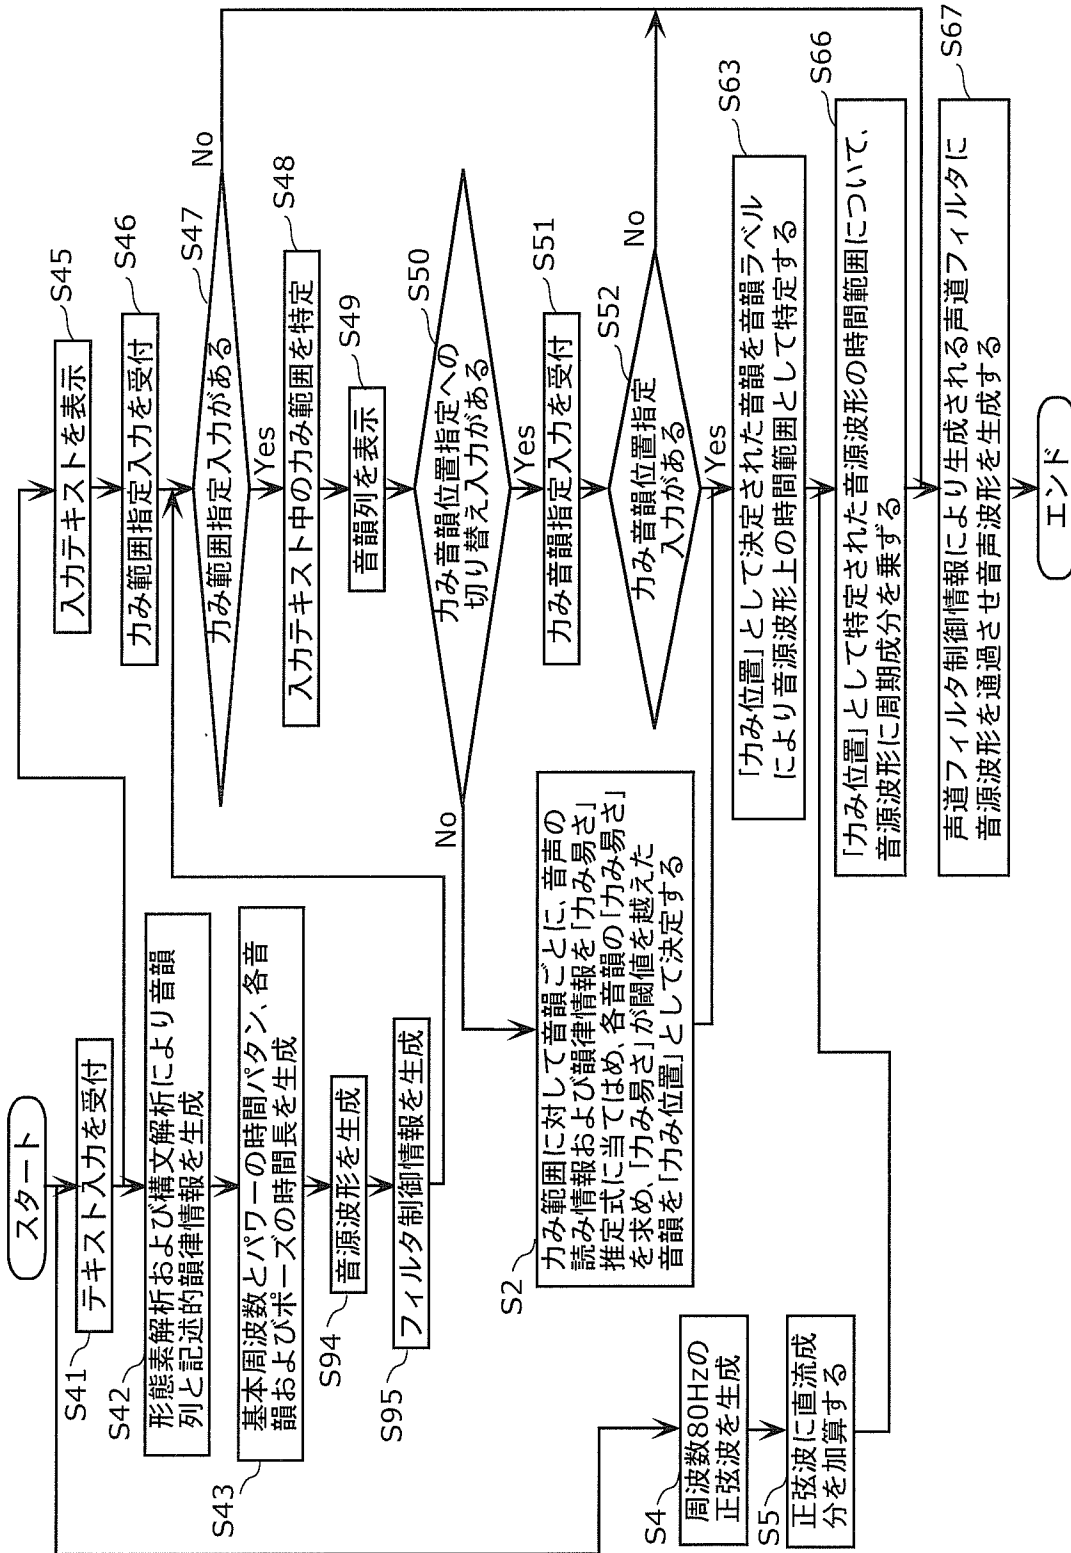 スタート
S41
テキスト入力を受付
S42
形態素解析および構文解析により音韻
列と記述的韻律情報を生成
S43
基本周波数とパワーの時間パタン、各音
韻およびポーズの時間長を生成
S94
音源波形を生成
S95
フィルタ制御情報を生成
S4
周波数80Hzの
正弦波を生成
S5
正弦波に直流成
分を加算する
S45
入力テキストを表示
S46
力み範囲指定入力を受付
S47
力み範囲指定入力がある
No
Yes
S48
入力テキスト中の力み範囲を特定
S49
音韻列を表示
S50
力み音韻位置指定への
切り替え入力がある
No
Yes
S51
力み音韻指定入力を受付
S52
力み音韻位置指定
入力がある
No
Yes
S2
力み範囲に対して音韻ごとに、音声の
読み情報および韻律情報を「力み易さ」
推定式に当てはめ、各音韻の「力み易さ」
を求め、「力み易さ」が閾値を越えた
音韻を「力み位置」として決定する
S63
「力み位置」として決定された音韻を音韻ラベル
により音源波形上の時間範囲として特定する
S66
「力み位置」として特定された音源波形の時間範囲について、
音源波形に周期成分を乗ずる
S67
声道フィルタ制御情報により生成される声道フィルタに
音源波形を通過させ音声波形を生成する
エンド